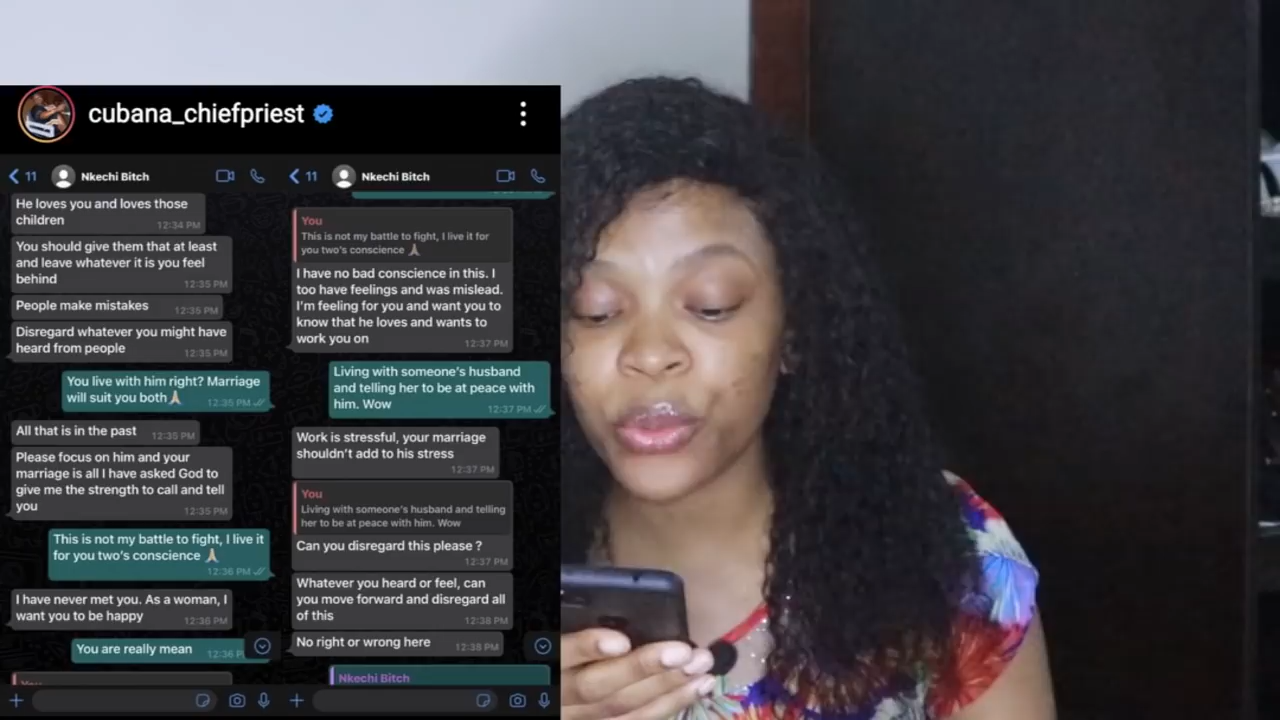 cubana_chiefpriest
11 Nkechi Bitch
He loves you and loves those
children
12:34 PM
You should give them that at least
and leave whatever it is you feel
behind
12:35 PM
People make mistakes 12:35 PM
Disregard whatever you might have
heard from people
12:35 PM
You live with him right? Marriage
will suit you both🙏🏽 12:35 PM
All that is in the past 12:35 PM
Please focus on him and your
marriage is all I have asked God to
give me the strength to call and tell
you
12:35 PM
This is not my battle to fight, I live it
for you two's conscience 🙏🏽
12:36 PM
I have never met you. As a woman, I
want you to be happy 12:36 PM
You are really mean 12:36 P
11 Nkechi Bitch
You
This is not my battle to fight, I live it for
you two's conscience 🙏🏽
I have no bad conscience in this. I
too have feelings and was mislead.
I'm feeling for you and want you to
know that he loves and wants to
work you on
12:37 PM
Living with someone's husband
and telling her to be at peace with
him. Wow
12:37 PM
Work is stressful, your marriage
shouldn't add to his stress
12:37 PM
You
Living with someone's husband and telling
her to be at peace with him. Wow
Can you disregard this please ?
12:37 PM
Whatever you heard or feel, can
you move forward and disregard all
of this
12:38 PM
No right or wrong here 12:38 PM
Nkechi Bitch